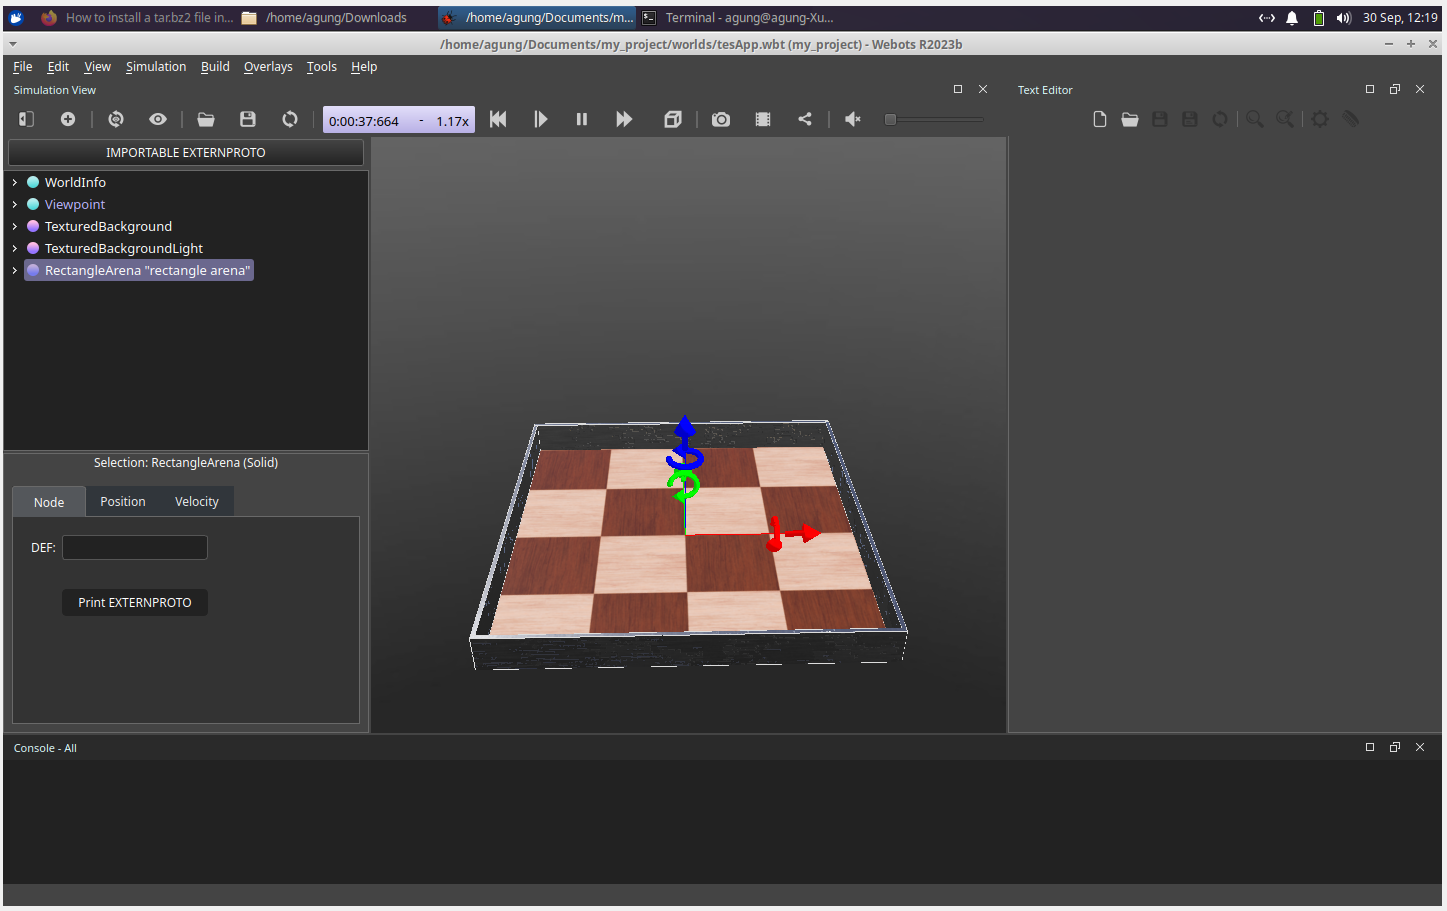 How to install a tar.bz2 file in...
/home/agung/Downloads
/home/agung/Documents/m...
Terminal - agung@agung-Xu...
30 Sep, 12:19
/home/agung/Documents/my_project/worlds/tesApp.wbt (my_project) - Webots R2023b
File Edit View Simulation Build Overlays Tools Help
Simulation View
Text Editor
0:00:37:664 - 1.17x
IMPORTABLE EXTERNPROTO
WorldInfo
Viewpoint
TexturedBackground
TexturedBackgroundLight
RectangleArena "rectangle arena"
Selection: RectangleArena (Solid)
Node Position Velocity
DEF:
Print EXTERNPROTO
Console - All